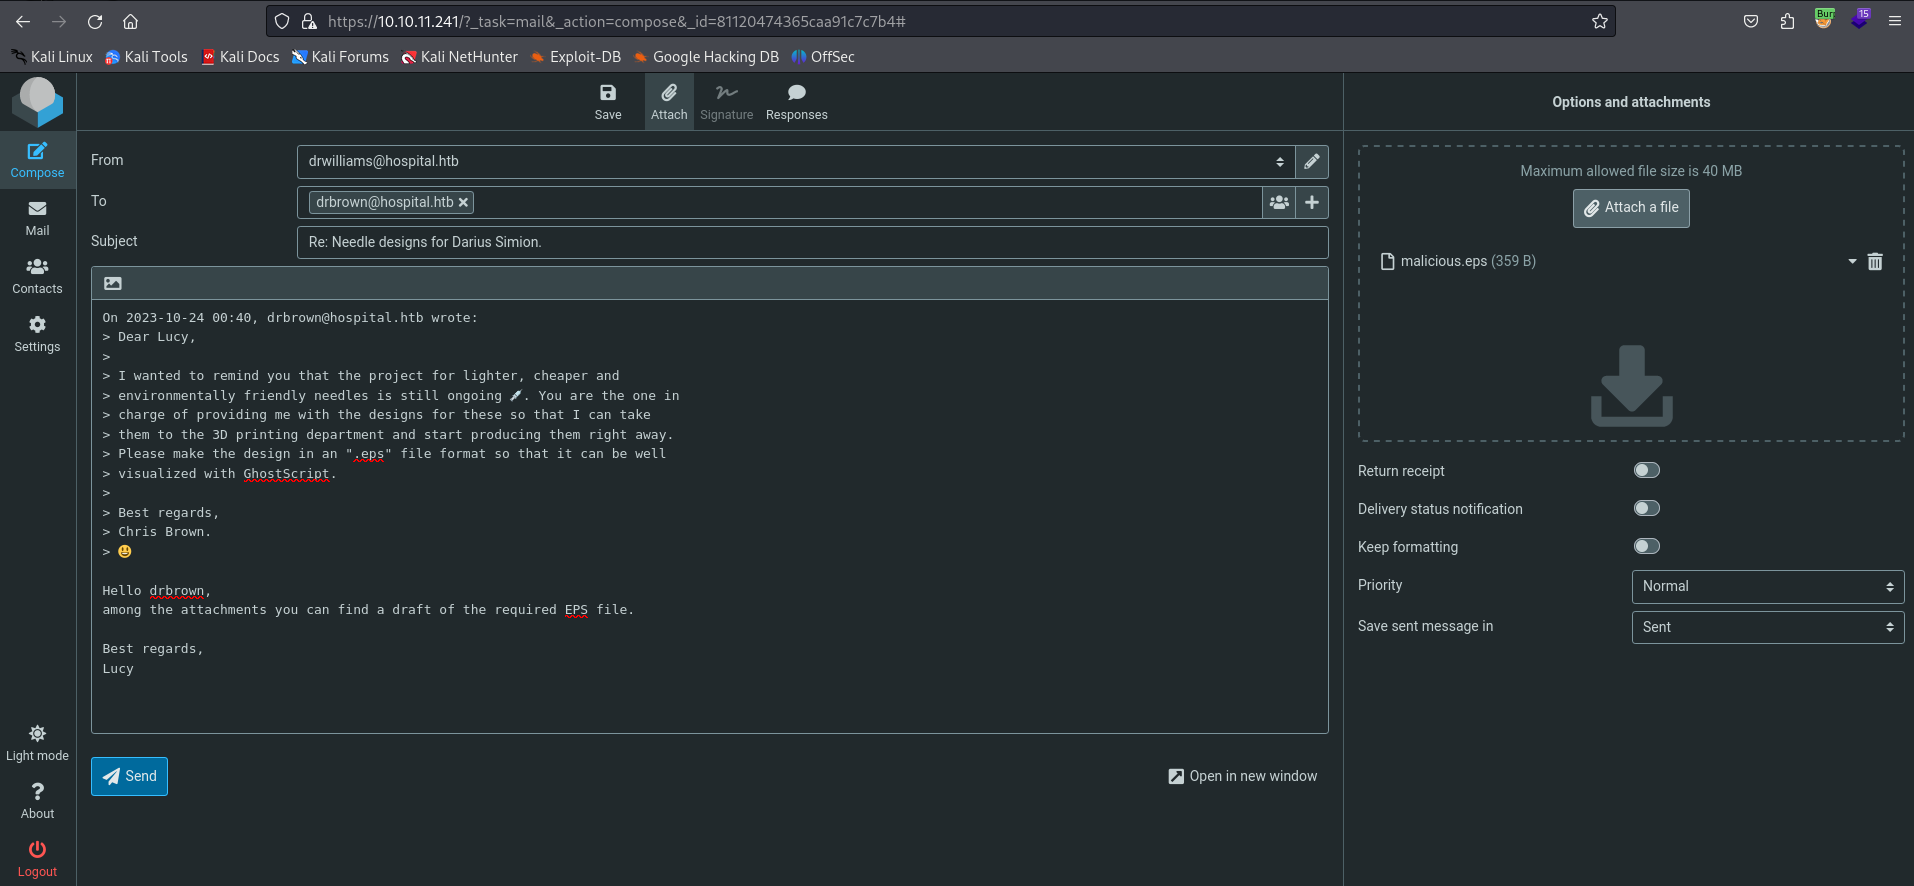 https://10.10.11.241/?_task=mail&_action=compose&_id=81120474365caa91c7c7b4#
Burr
15
Kali Linux
Kali Tools
Kali Docs
Kali Forums
Kali NetHunter
Exploit-DB
Google Hacking DB
OffSec
Save
Attach
Signature
Responses
Options and attachments
Compose
Mail
Contacts
Settings
Light mode
About
Logout
From
drwilliams@hospital.htb
To
drbrown@hospital.htb
Subject
Re: Needle designs for Darius Simion.
On 2023-10-24 00:40, drbrown@hospital.htb wrote:
> Dear Lucy,
>
> I wanted to remind you that the project for lighter, cheaper and
> environmentally friendly needles is still ongoing 💉. You are the one in
> charge of providing me with the designs for these so that I can take
> them to the 3D printing department and start producing them right away.
> Please make the design in an ".eps" file format so that it can be well
> visualized with GhostScript.
>
> Best regards,
> Chris Brown.
> 😃
Hello drbrown,
among the attachments you can find a draft of the required EPS file.
Best regards,
Lucy
Send
Open in new window
Maximum allowed file size is 40 MB
Attach a file
malicious.eps (359 B)
Return receipt
Delivery status notification
Keep formatting
Priority
Normal
Save sent message in
Sent